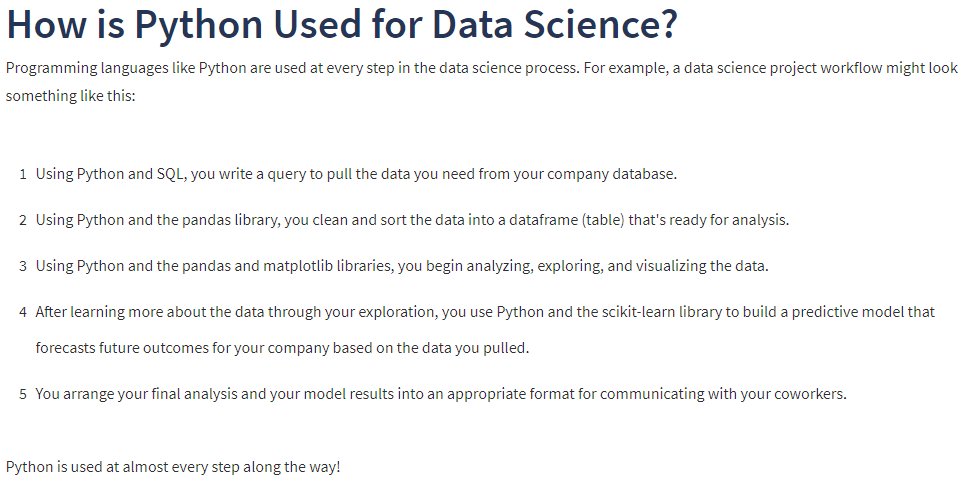 How is Python Used for Data Science?
Programming languages like Python are used at every step in the data science process. For example, a data science project workflow might look
something like this:
1 Using Python and SQL, you write a query to pull the data you need from your company database.
2 Using Python and the pandas library, you clean and sort the data into a dataframe (table) that's ready for analysis.
3 Using Python and the pandas and matplotlib libraries, you begin analyzing, exploring, and visualizing the data.
4 After learning more about the data through your exploration, you use Python and the scikit-learn library to build a predictive model that
forecasts future outcomes for your company based on the data you pulled.
5 You arrange your final analysis and your model results into an appropriate format for communicating with your coworkers.
Python is used at almost every step along the way!